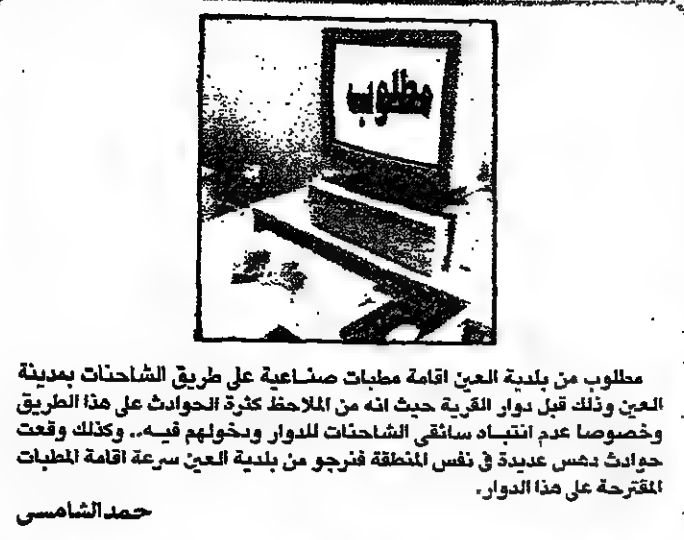 مطلوب
مطلوب من بلدية العين اقامة مطبات صناعية على طريق الشاحنات بمدينة
العين وذلك قبل دوار القرية حيث انه من الملاحظ كثرة الحوادث على هذا الطريق
وخصوصا عدم انتباه سائقى الشاحنات للدوار ودخولهم فيه.. وكذلك وقعت
حوادث دهس عديدة في نفس المنطقة فنرجو من بلدية العين سرعة اقامة المطبات
المقترحة على هذا الدوار.
حمد الشامسى